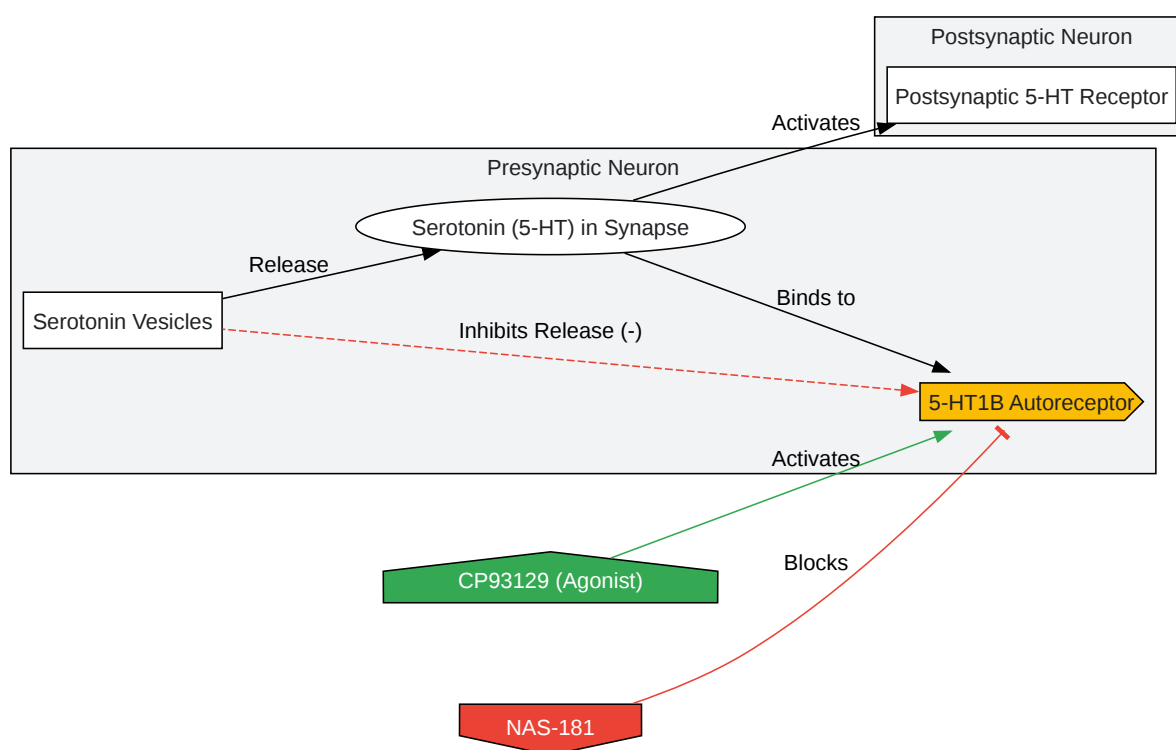 Postsynaptic Neuron
Postsynaptic 5-HT Receptor
Activates
Presynaptic Neuron
Serotonin (5-HT) in Synapse
Release
Binds to
Serotonin Vesicles
Inhibits Release (-)
5-HT1B Autoreceptor
Activates
CP93129 (Agonist)
Blocks
NAS-181